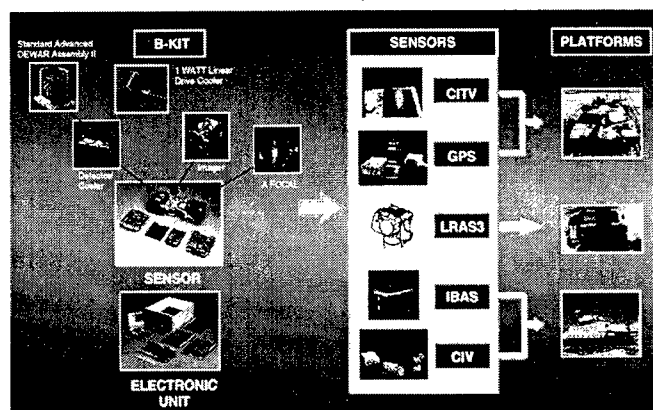 B-KIT
Standard Advanced
DEWAR Assembly II
1 WATT Linear
Drive Cooler
Detector/
Cooler
Imager
A FOCAL
SENSOR
ELECTRONIC
UNIT
SENSORS
CITV
GPS
LRAS3
IBAS
CIV
PLATFORMS